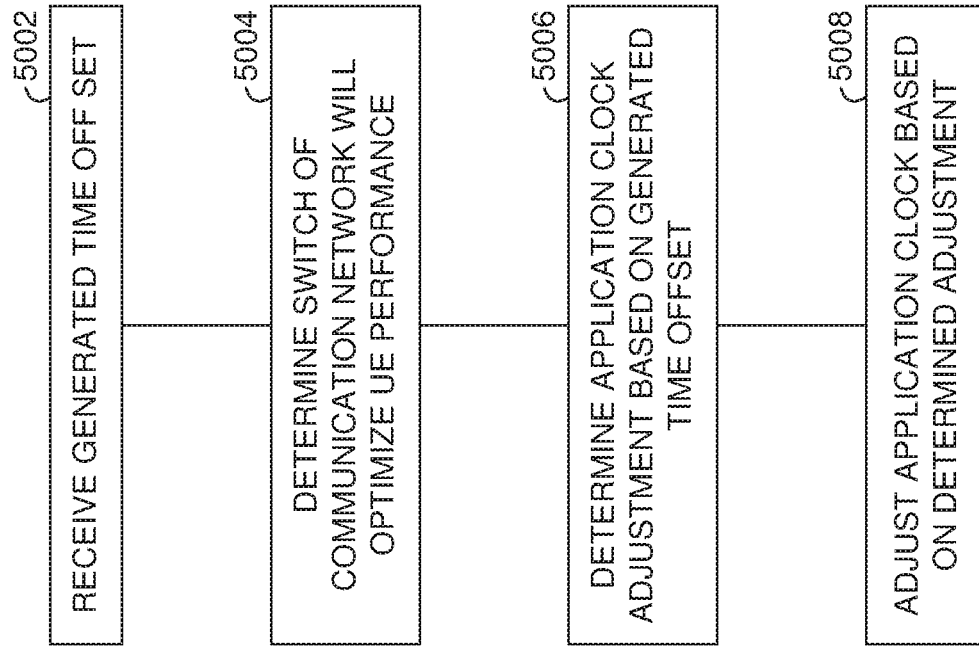 5002
RECEIVE GENERATED TIME OFF SET
5004
DETERMINE SWITCH OF
COMMUNICATION NETWORK WILL
OPTIMIZE UE PERFORMANCE
5006
DETERMINE APPLICATION CLOCK
ADJUSTMENT BASED ON GENERATED
TIME OFFSET
5008
ADJUST APPLICATION CLOCK BASED
ON DETERMINED ADJUSTMENT